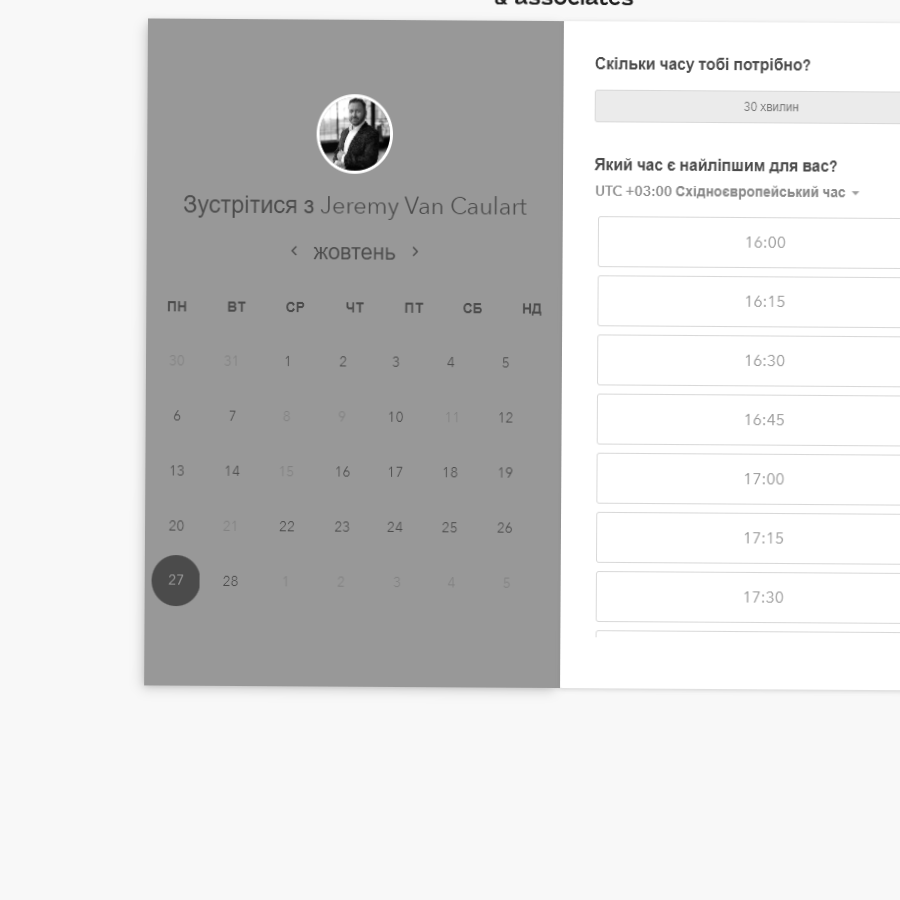 & associates
Зустрітися з Jeremy Van Caulart
жовтень
ПН ВТ СР ЧТ ПТ СБ НД
30 31 1 2 3 4 5
6 7 8 9 10 11 12
13 14 15 16 17 18 19
20 21 22 23 24 25 26
27 28 1 2 3 4 5
Скільки часу тобі потрібно?
30 хвилин
Який час є найліпшим для вас?
UTC +03:00 Східноєвропейський час
16:00
16:15
16:30
16:45
17:00
17:15
17:30